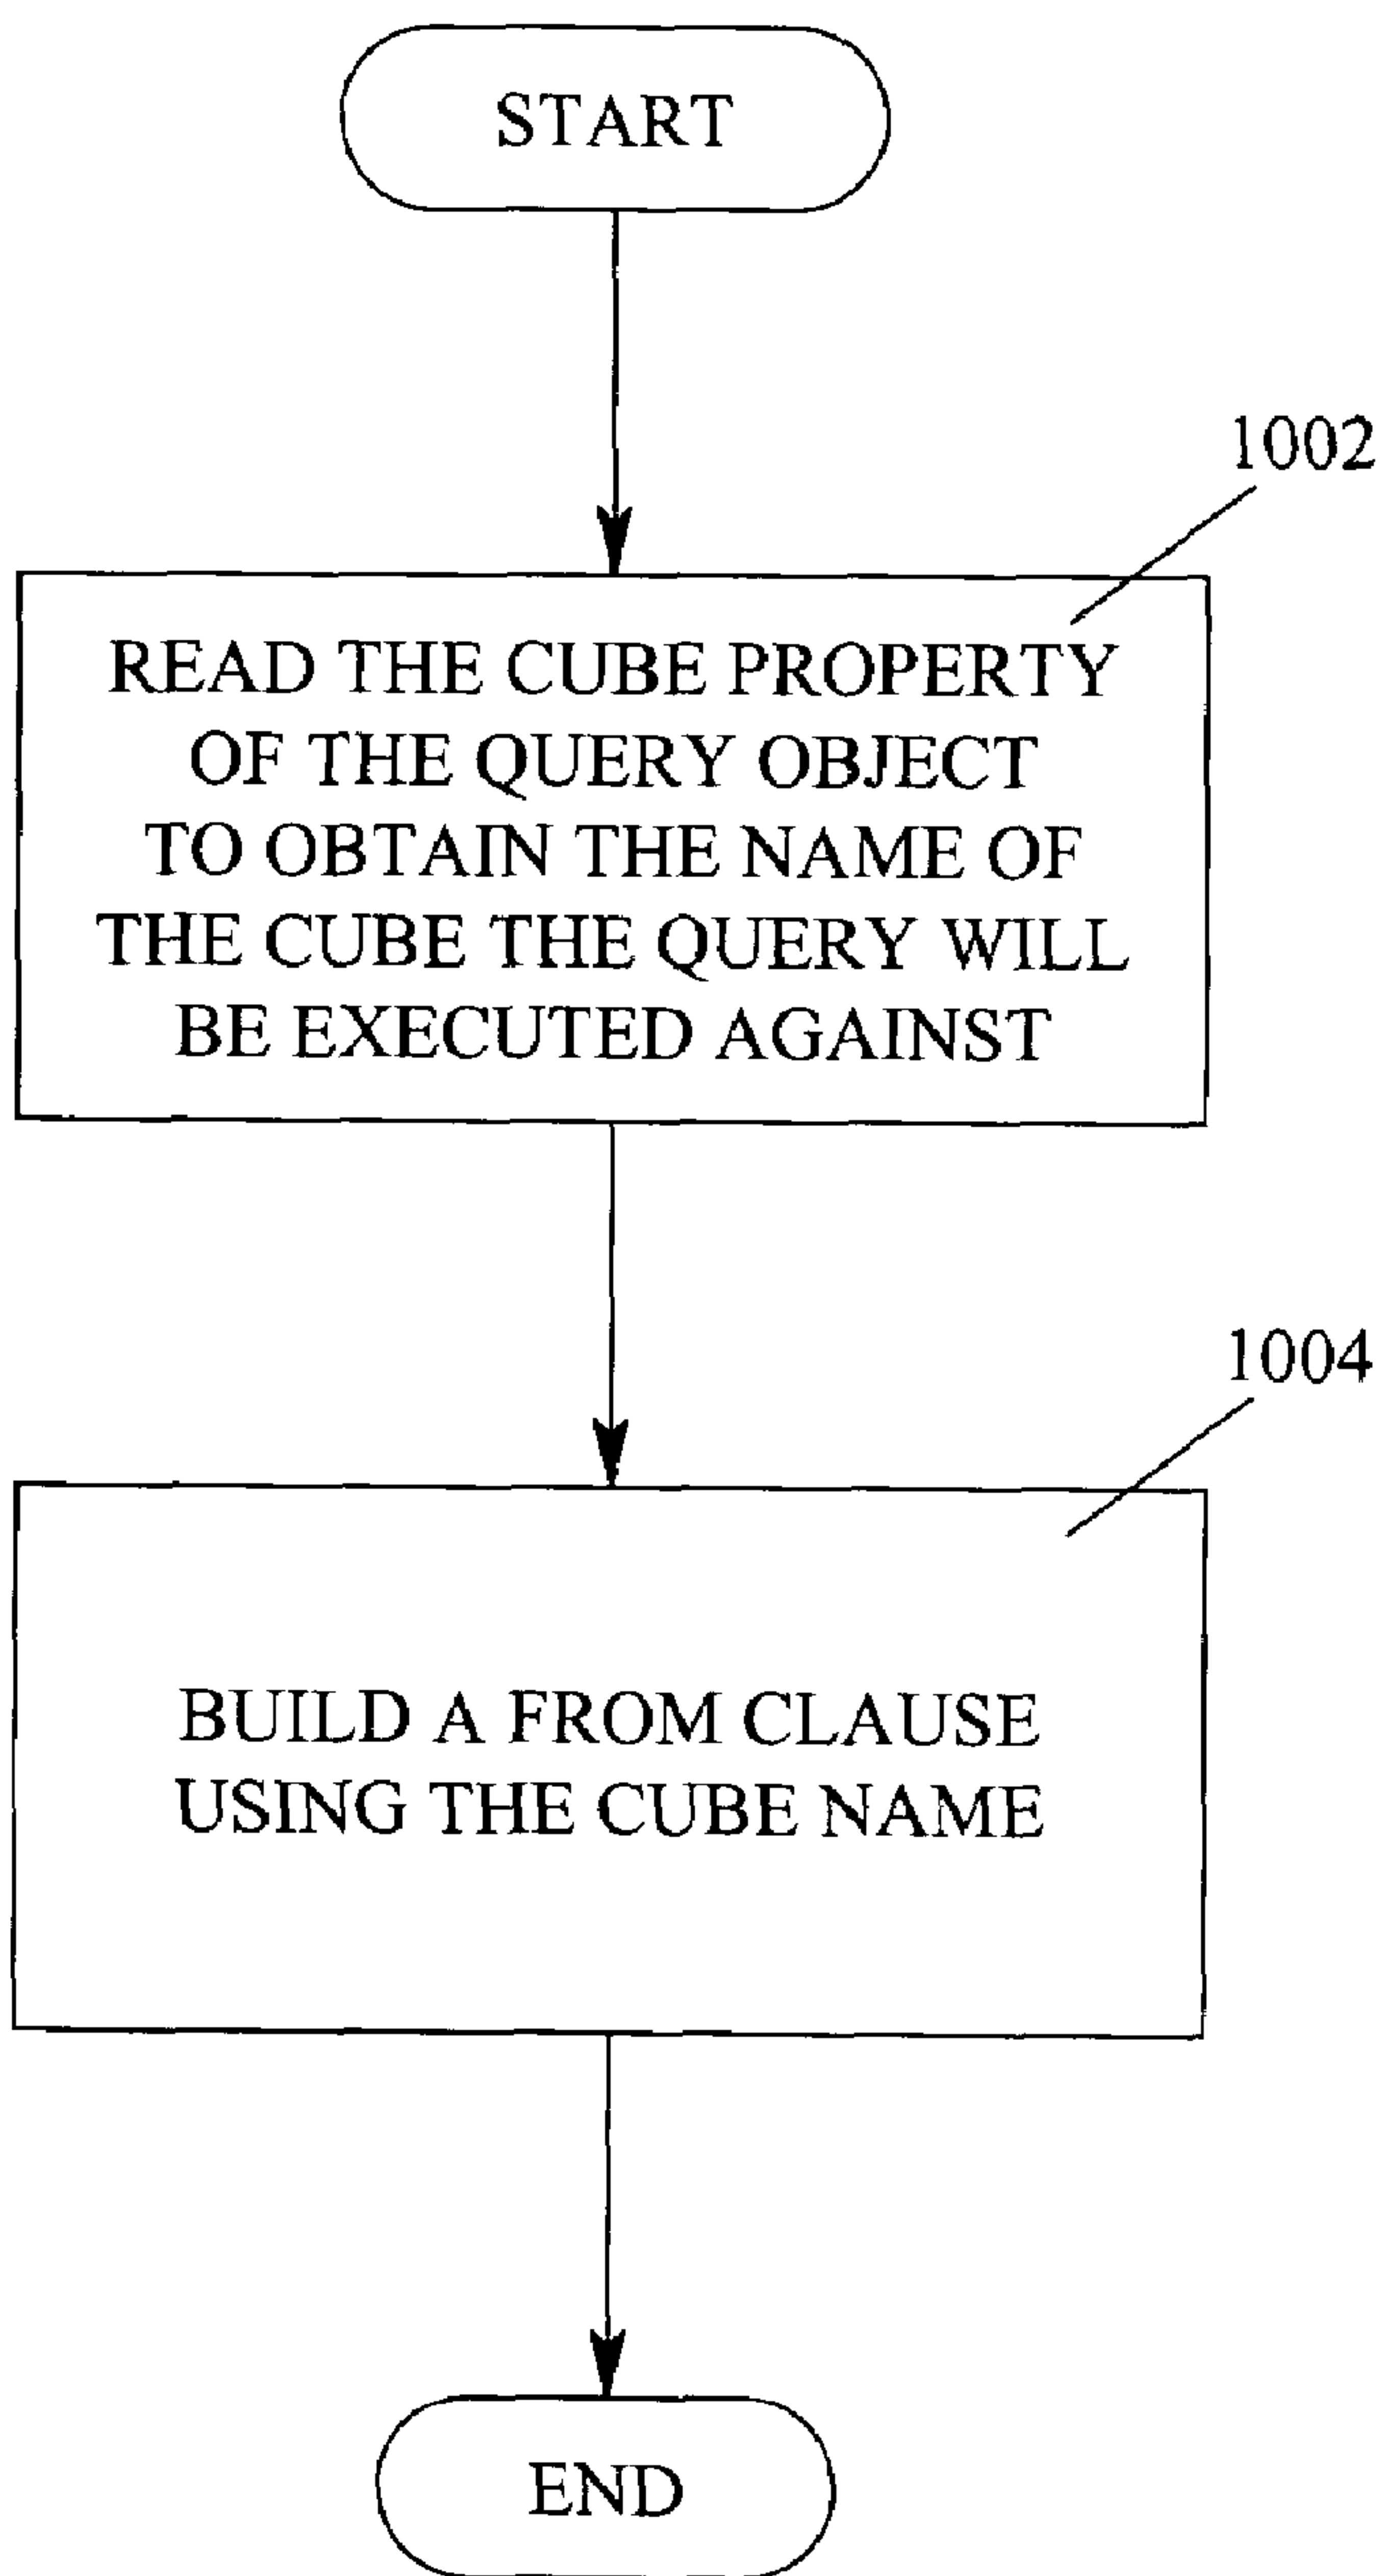 START
1002
READ THE CUBE PROPERTY
OF THE QUERY OBJECT
TO OBTAIN THE NAME OF
THE CUBE THE QUERY WILL
BE EXECUTED AGAINST
1004
BUILD A FROM CLAUSE
USING THE CUBE NAME
END